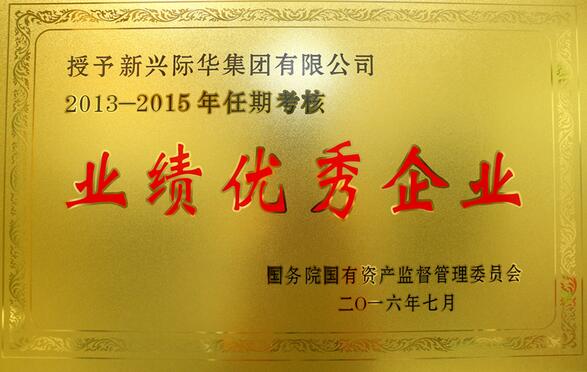 授予新兴际华集团有限公司
2013—2015年任期考核
业绩优秀企业
国务院国有资产监督管理委员会
二〇一六年七月